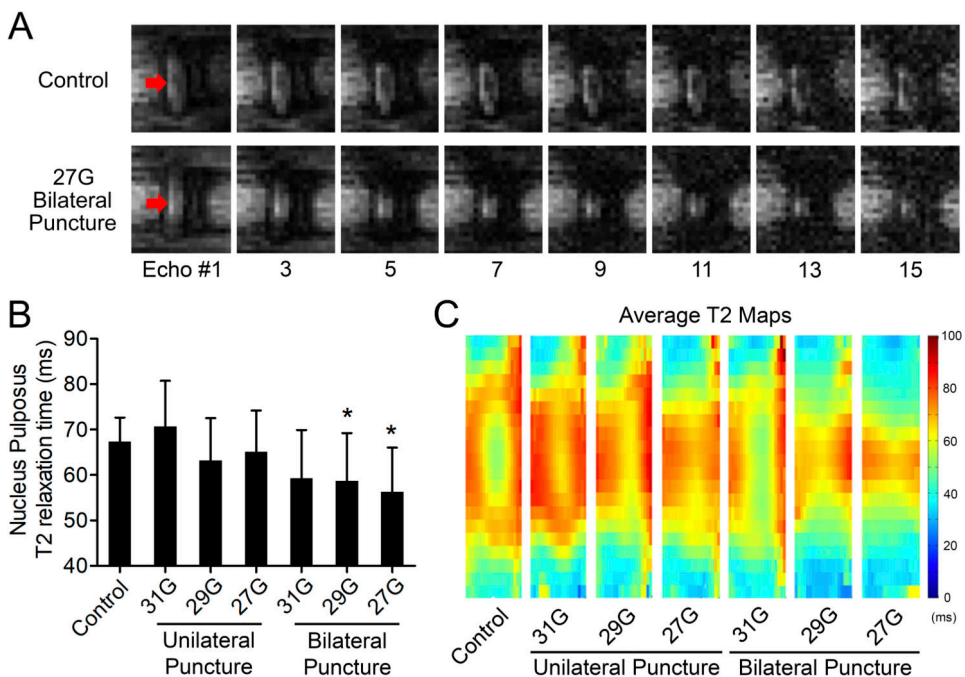 A
Control
27G
Bilateral
Puncture
Echo #1 3 5 7 9 11 13 15
B
Nucleus Pulposus
T2 relaxation time (ms)
90
80
70
60
50
40
* *
Control 31G 29G 27G 31G 29G 27G
Unilateral
Puncture
Bilateral
Puncture
C
Average T2 Maps
100
80
60
40
20
0
(ms)
Control 31G 29G 27G 31G 29G 27G
Unilateral Puncture Bilateral Puncture